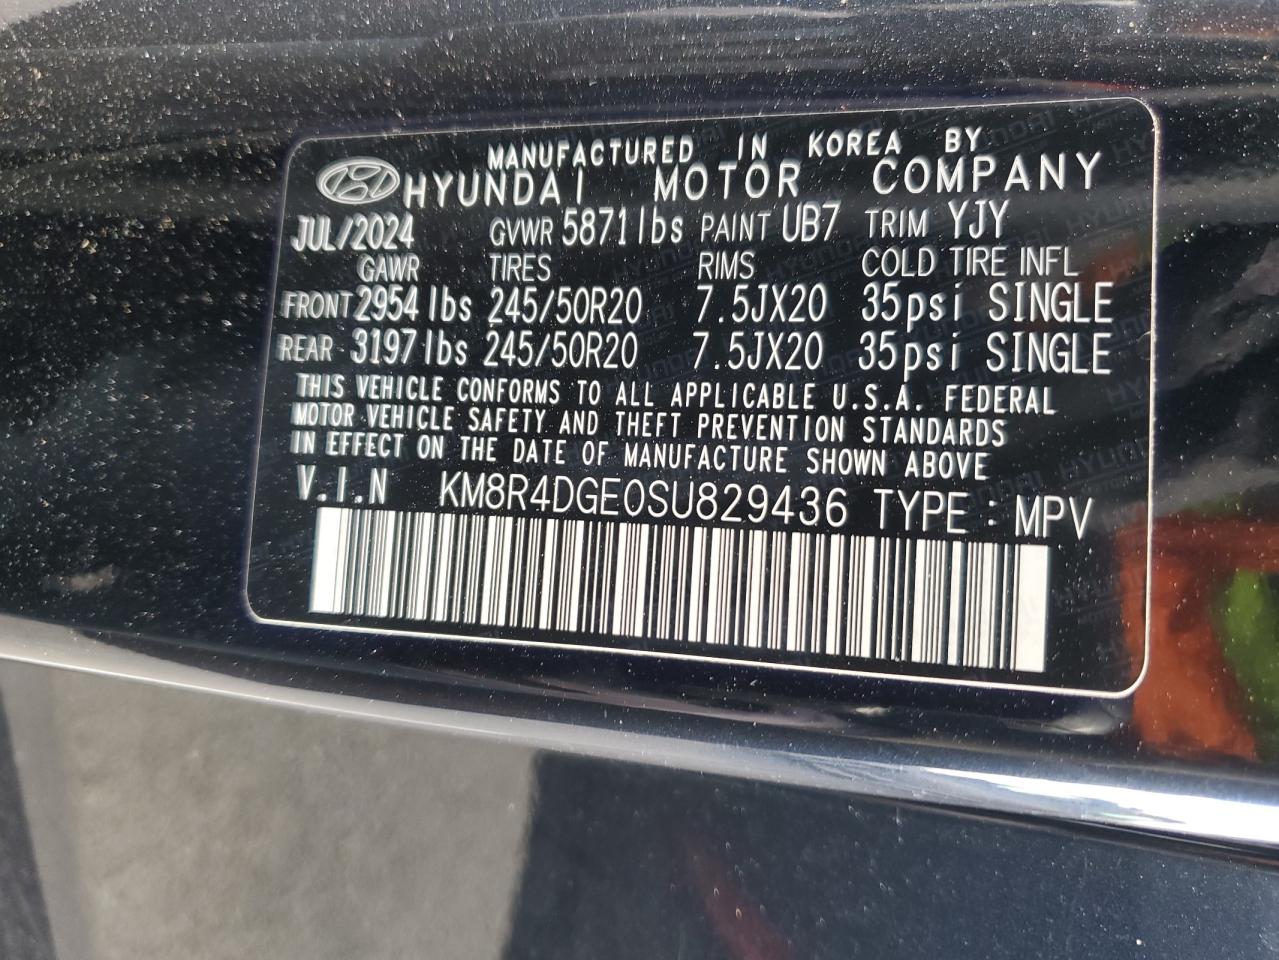 MANUFACTURED IN KOREA BY
HYUNDAI MOTOR COMPANY
JUL/2024 GVWR 5871lbs PAINT UB7 TRIM YJY
GAWR TIRES RIMS COLD TIRE INFL
FRONT 2954lbs 245/50R20 7.5JX20 35psi SINGLE
REAR 3197lbs 245/50R20 7.5JX20 35psi SINGLE
THIS VEHICLE CONFORMS TO ALL APPLICABLE U.S.A. FEDERAL
MOTOR VEHICLE SAFETY AND THEFT PREVENTION STANDARDS
IN EFFECT ON THE DATE OF MANUFACTURE SHOWN ABOVE
V.I.N KM8R4DGE0SU829436 TYPE : MPV